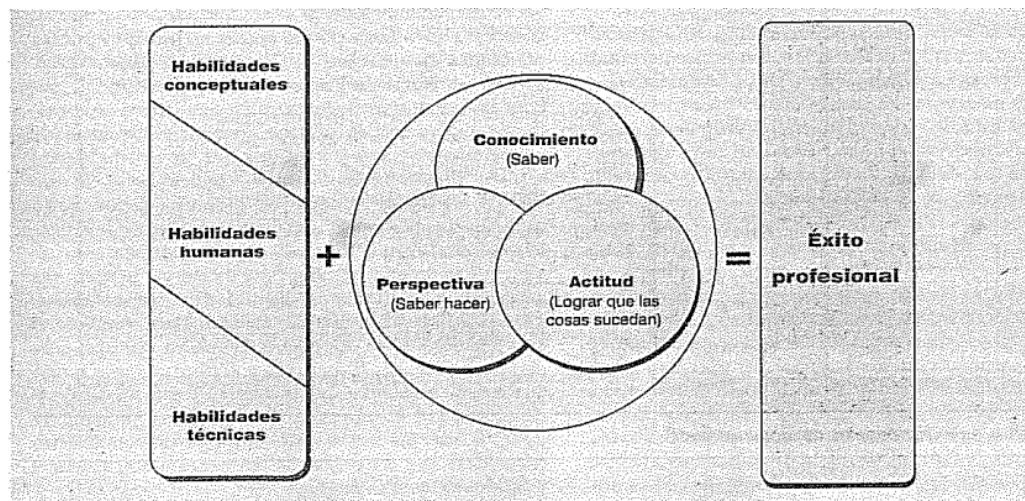 Habilidades
conceptuales
Habilidades
humanas
Habilidades
técnicas
+
Conocimiento
(Saber)
Perspectiva
(Saber hacer)
Actitud
(Lograr que las
cosas sucedan)
=
Éxito
profesional